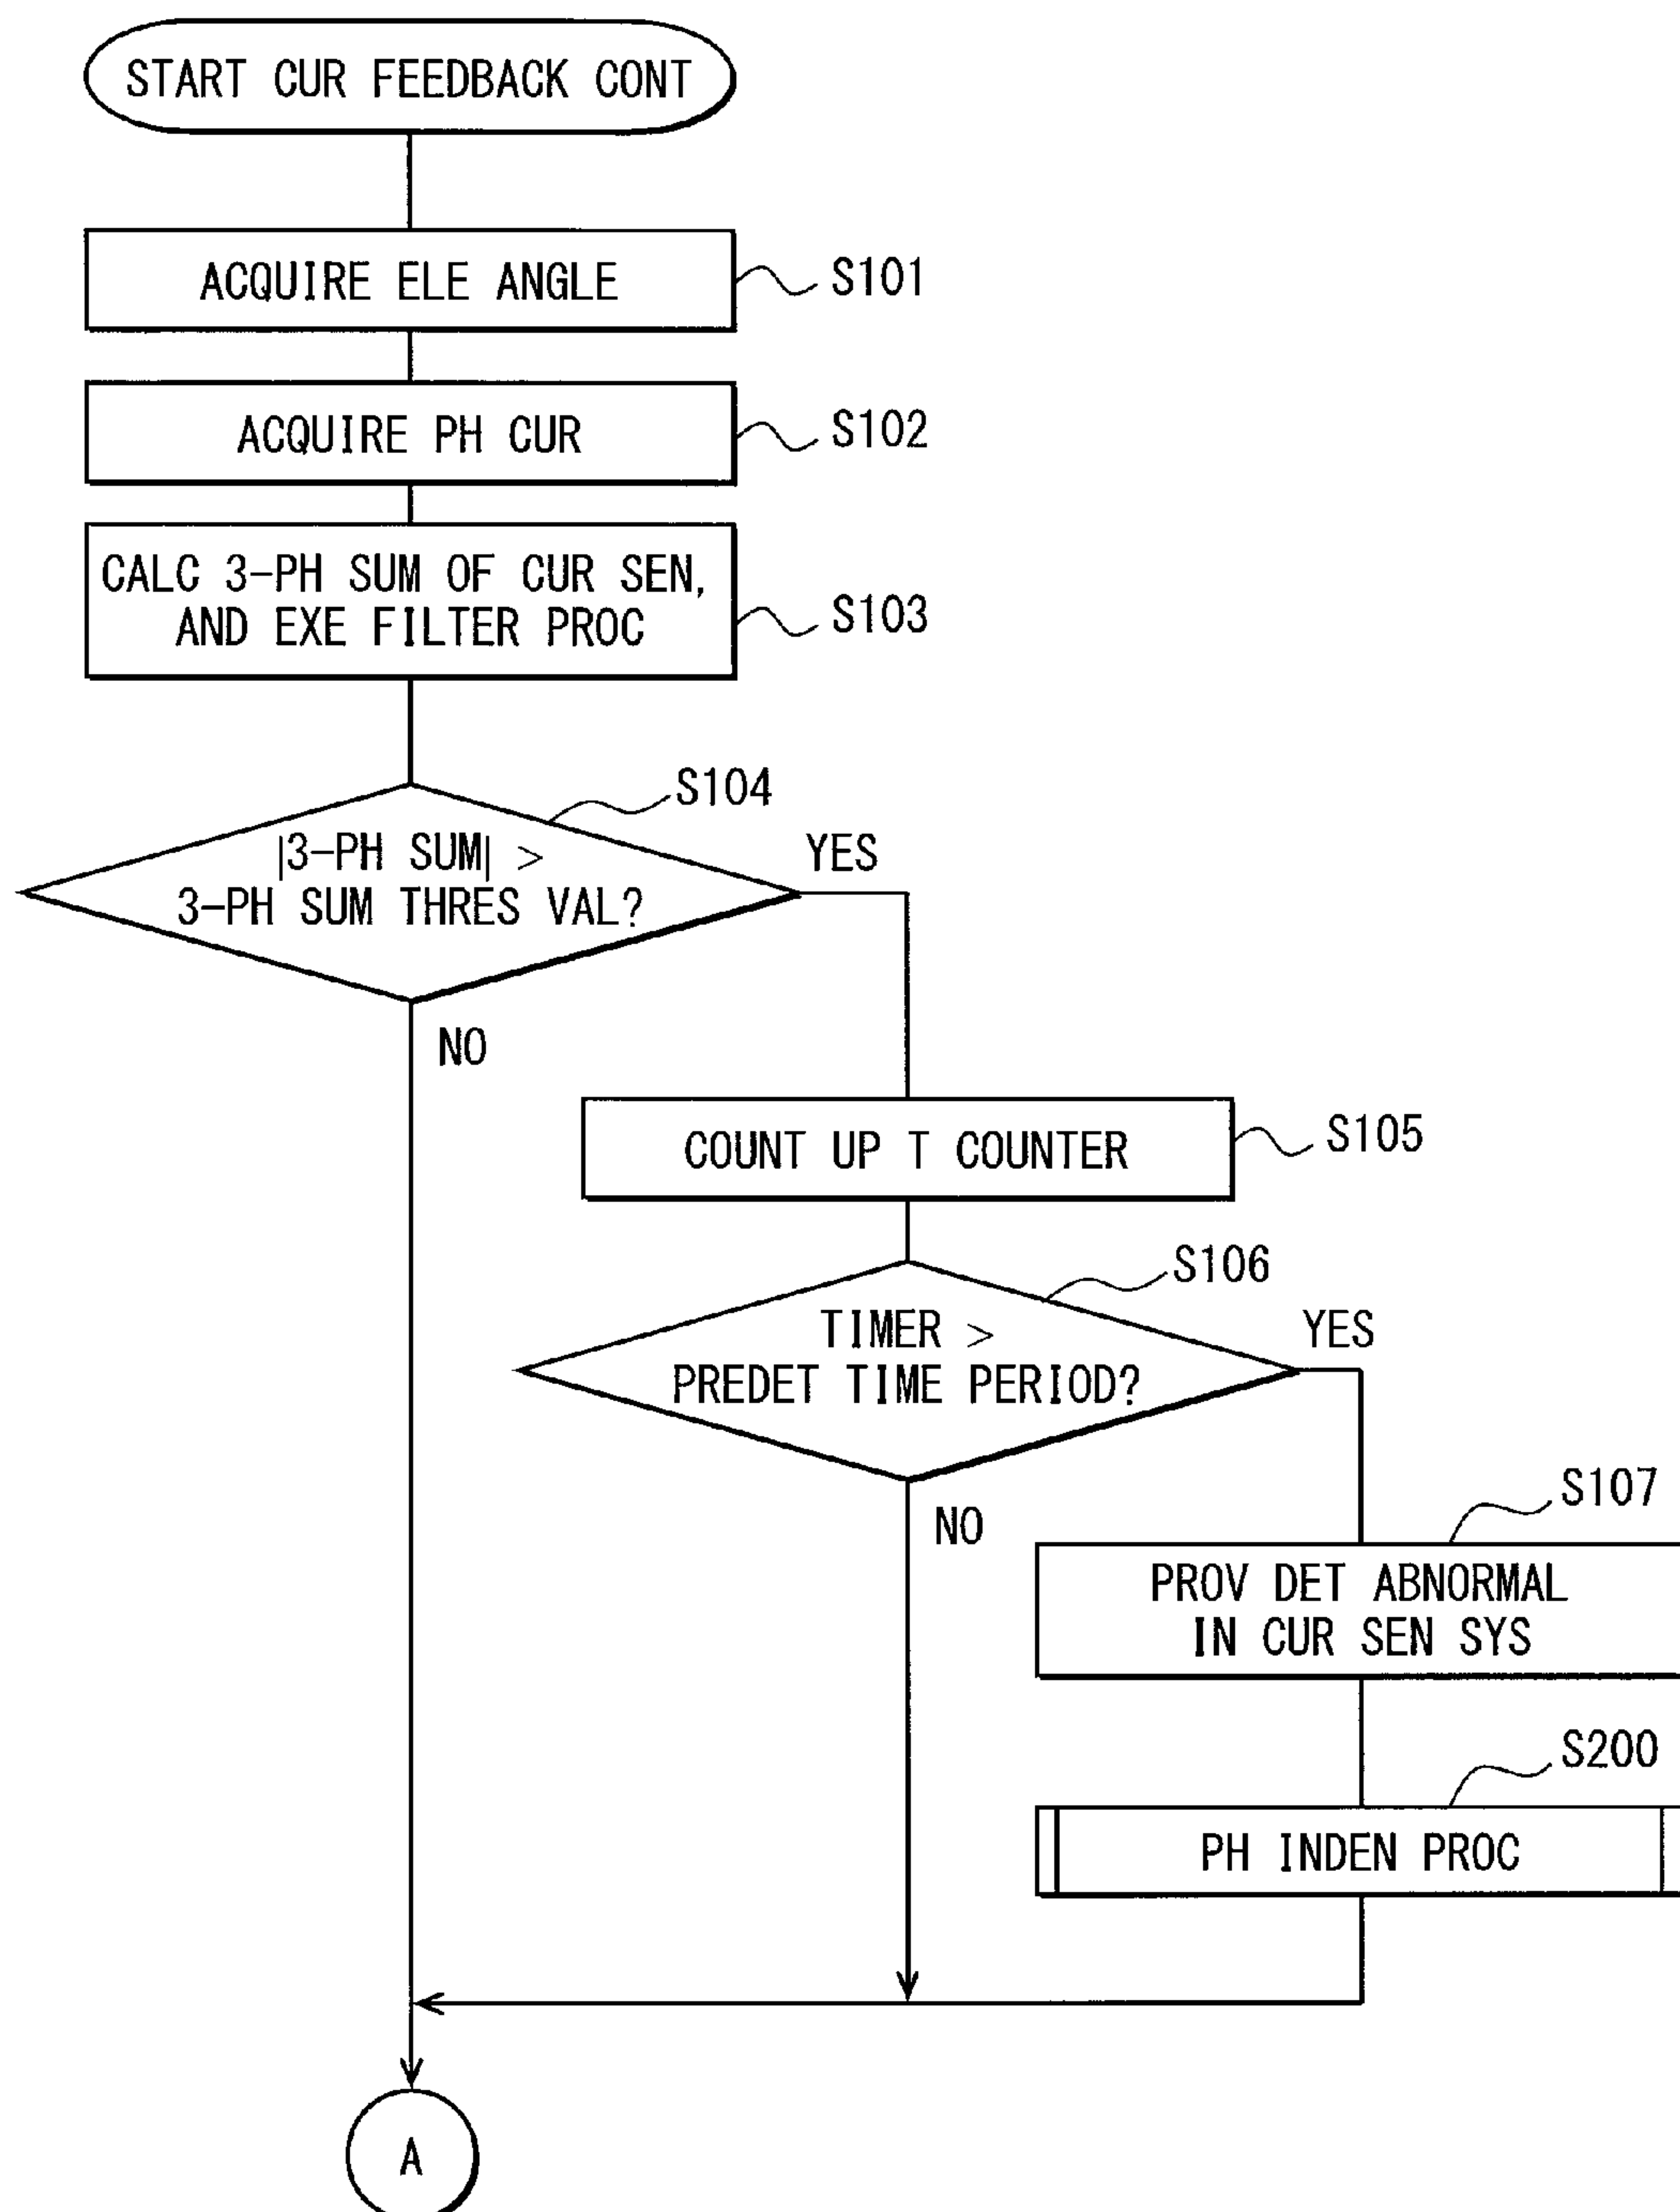 START CUR FEEDBACK CONT
ACQUIRE ELE ANGLE
S101
ACQUIRE PH CUR
S102
CALC 3-PH SUM OF CUR SEN,
AND EXE FILTER PROC
S103
S104
|3-PH SUM| >
3-PH SUM THRES VAL?
YES
NO
COUNT UP T COUNTER
S105
S106
TIMER >
PREDET TIME PERIOD?
YES
NO
S107
PROV DET ABNORMAL
IN CUR SEN SYS
S200
PH INDEN PROC
A